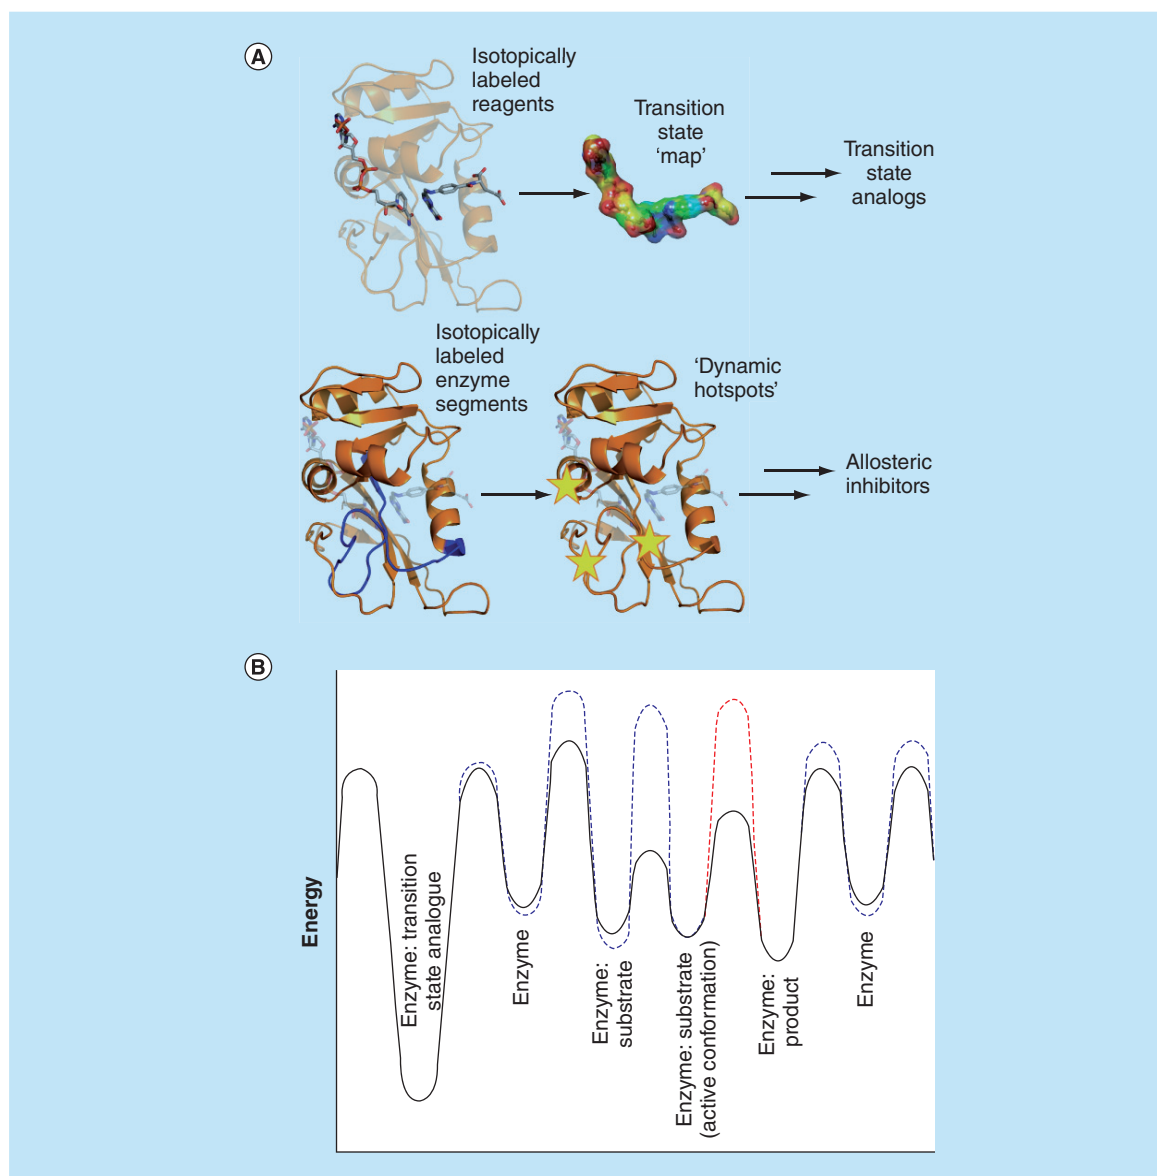 A
Isotopically
labeled
reagents
Transition
state
‘map’
Transition
state
analogs
Isotopically
labeled
enzyme
segments
‘Dynamic
hotspots’
Allosteric
inhibitors
B
Energy
Enzyme: transition
state analogue
Enzyme
Enzyme:
substrate
Enzyme: substrate
(active conformation)
Enzyme:
product
Enzyme